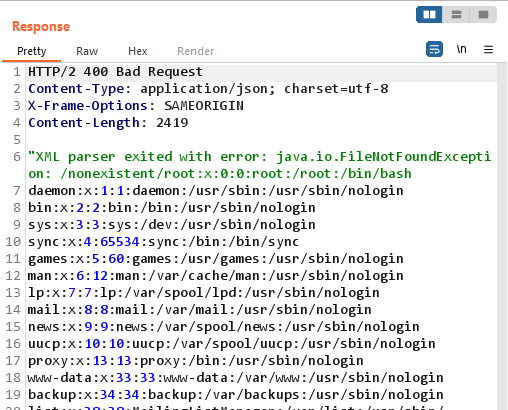 Response
Pretty Raw Hex Render \n
1 HTTP/2 400 Bad Request
2 Content-Type: application/json; charset=utf-8
3 X-Frame-Options: SAMEORIGIN
4 Content-Length: 2419
5
6 "XML parser exited with error: java.io.FileNotFoundExcepti
on: /nonexistent/root:x:0:0:root:/root:/bin/bash
7 daemon:x:1:1:daemon:/usr/sbin:/usr/sbin/nologin
8 bin:x:2:2:bin:/bin:/usr/sbin/nologin
9 sys:x:3:3:sys:/dev:/usr/sbin/nologin
10 sync:x:4:65534:sync:/bin:/bin/sync
11 games:x:5:60:games:/usr/games:/usr/sbin/nologin
12 man:x:6:12:man:/var/cache/man:/usr/sbin/nologin
13 lp:x:7:7:lp:/var/spool/lpd:/usr/sbin/nologin
14 mail:x:8:8:mail:/var/mail:/usr/sbin/nologin
15 news:x:9:9:news:/var/spool/news:/usr/sbin/nologin
16 uucp:x:10:10:uucp:/var/spool/uucp:/usr/sbin/nologin
17 proxy:x:13:13:proxy:/bin:/usr/sbin/nologin
18 www-data:x:33:33:www-data:/var/www:/usr/sbin/nologin
19 backup:x:34:34:backup:/var/backups:/usr/sbin/nologin